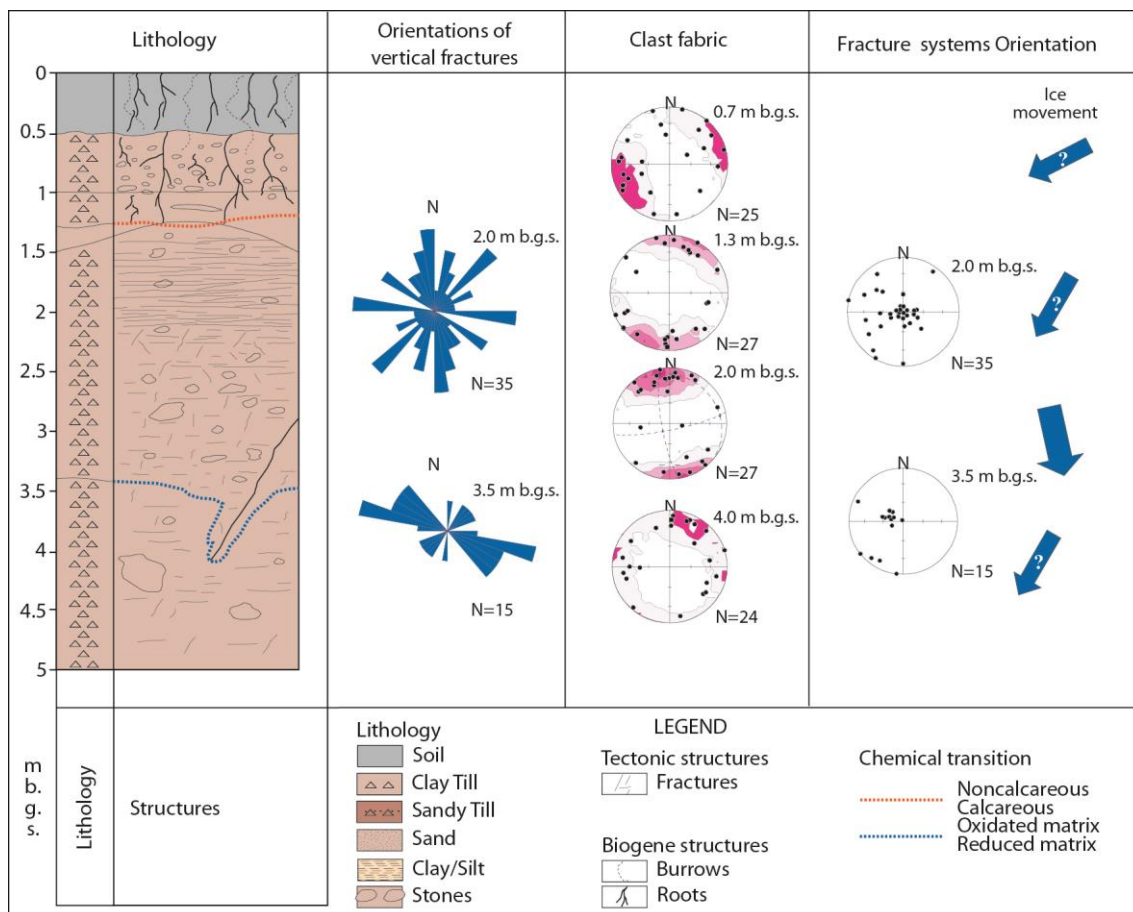 Lithology
Orientations of
vertical fractures
Clast fabric
Fracture systems Orientation
0
0.5
1
1.5
2
2.5
3
3.5
4
4.5
5
N
2.0 m b.g.s.
N=35
N
3.5 m b.g.s.
N=15
N
0.7 m b.g.s.
N=25
N
1.3 m b.g.s.
N=27
N
2.0 m b.g.s.
N=27
N
4.0 m b.g.s.
N=24
Ice
movement
?
N
2.0 m b.g.s.
?
N=35
N
3.5 m b.g.s.
?
N=15
m
b.
g.
s.
Lithology
Structures
Lithology
Soil
Clay Till
Sandy Till
Sand
Clay/Silt
Stones
LEGEND
Tectonic structures
Fractures
Biogene structures
Burrows
Roots
Chemical transition
Noncalcareous
Calcareous
Oxidated matrix
Reduced matrix